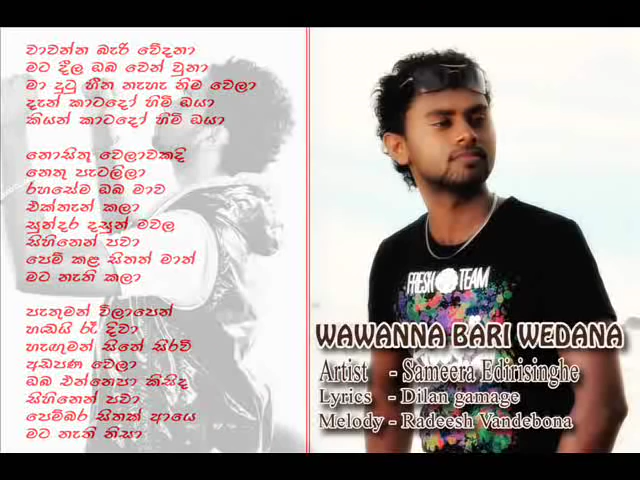 වාවන්න බැරි වේදනා
මට දීල ඔබ වෙන් වුනා
මා දුටු හීන නැහැ නිම වෙලා
දැන් කාටදෝ හිමි ඔයා
කියන් කාටදෝ හිමි ඔයා
නොසිතූ වෙලාවකදි
නෙතු පැටලිලා
රහසේම ඔබ මාව
එක්තැන් කලා
සුන්දර දසුන් මවල
සිහිනෙන් පවා
පෙම් කළ සිතත් මාත්
මට නැති කලා
පැතුමන් විලාපෙන්
හඬයි රෑ දිවා
හැඟුමන් සිතේ සිරවී
අඩපණ වෙලා
ඔබ එන්නෙපා කිසිද
සිහිනෙන් පවා
පෙම්බර සිතක් ආයෙ
මට නැති නිසා
FRESH TEAM
WAWANNA BARI WEDANA
Artist - Sameera Edirisinghe
Lyrics - Dilan gamage
Melody - Radeesh Vandebona